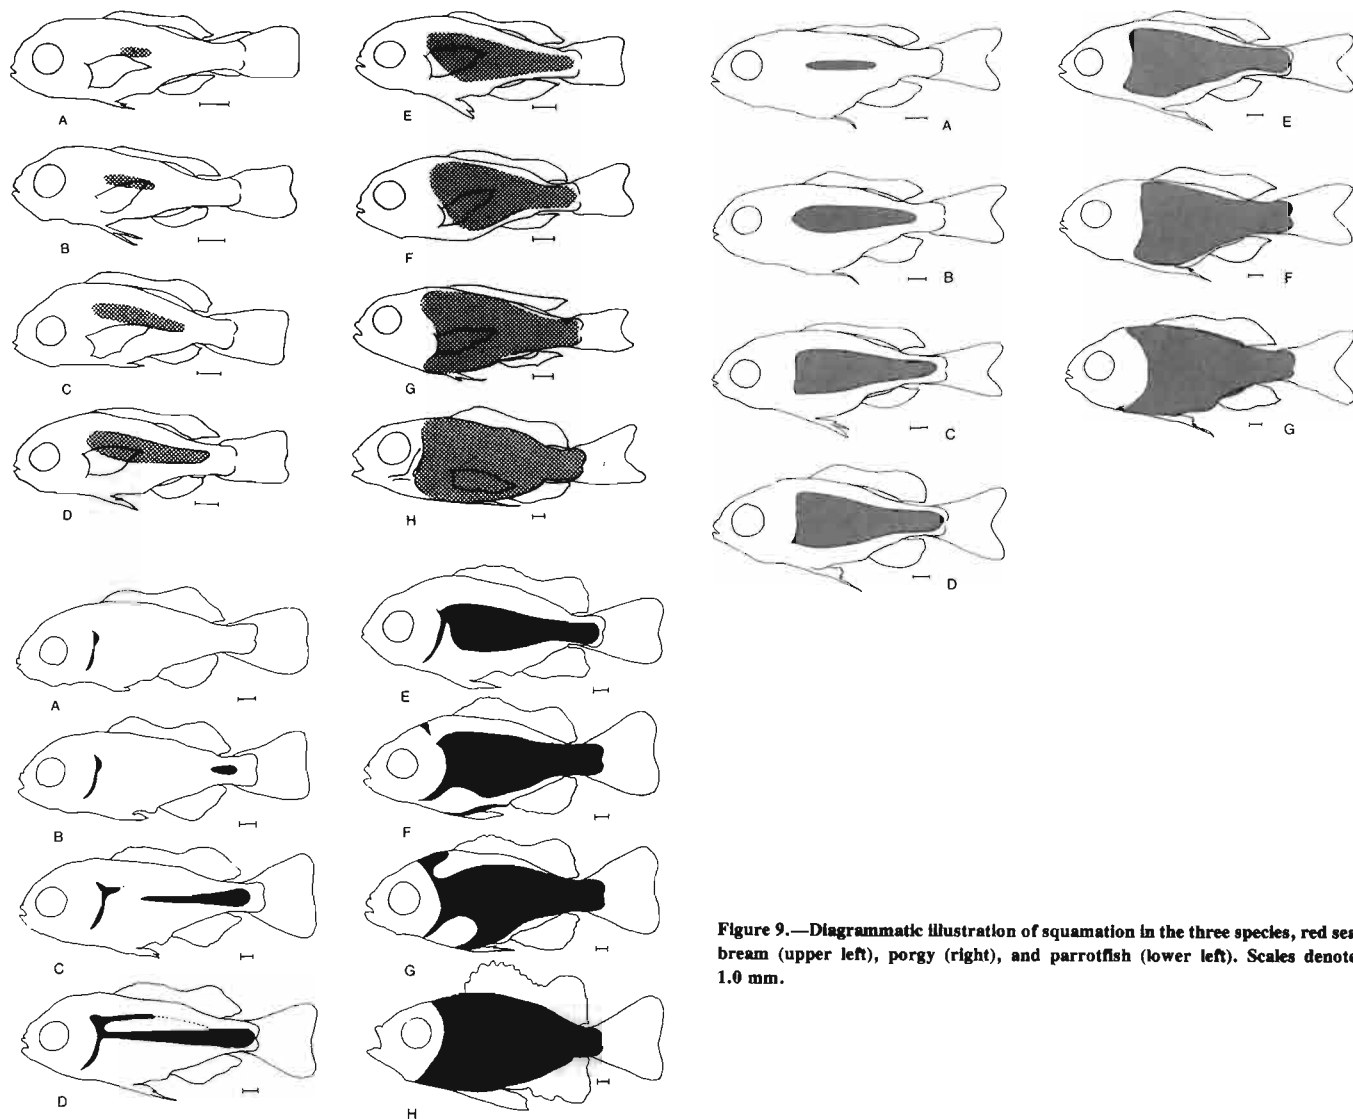 A
E
B
F
C
G
D
H
A
E
B
F
C
G
D
A
E
B
F
C
G
D
H
Figure 9.—Diagrammatic illustration of squamation in the three species, red sea
bream (upper left), porgy (right), and parrotfish (lower left). Scales denote
1.0 mm.